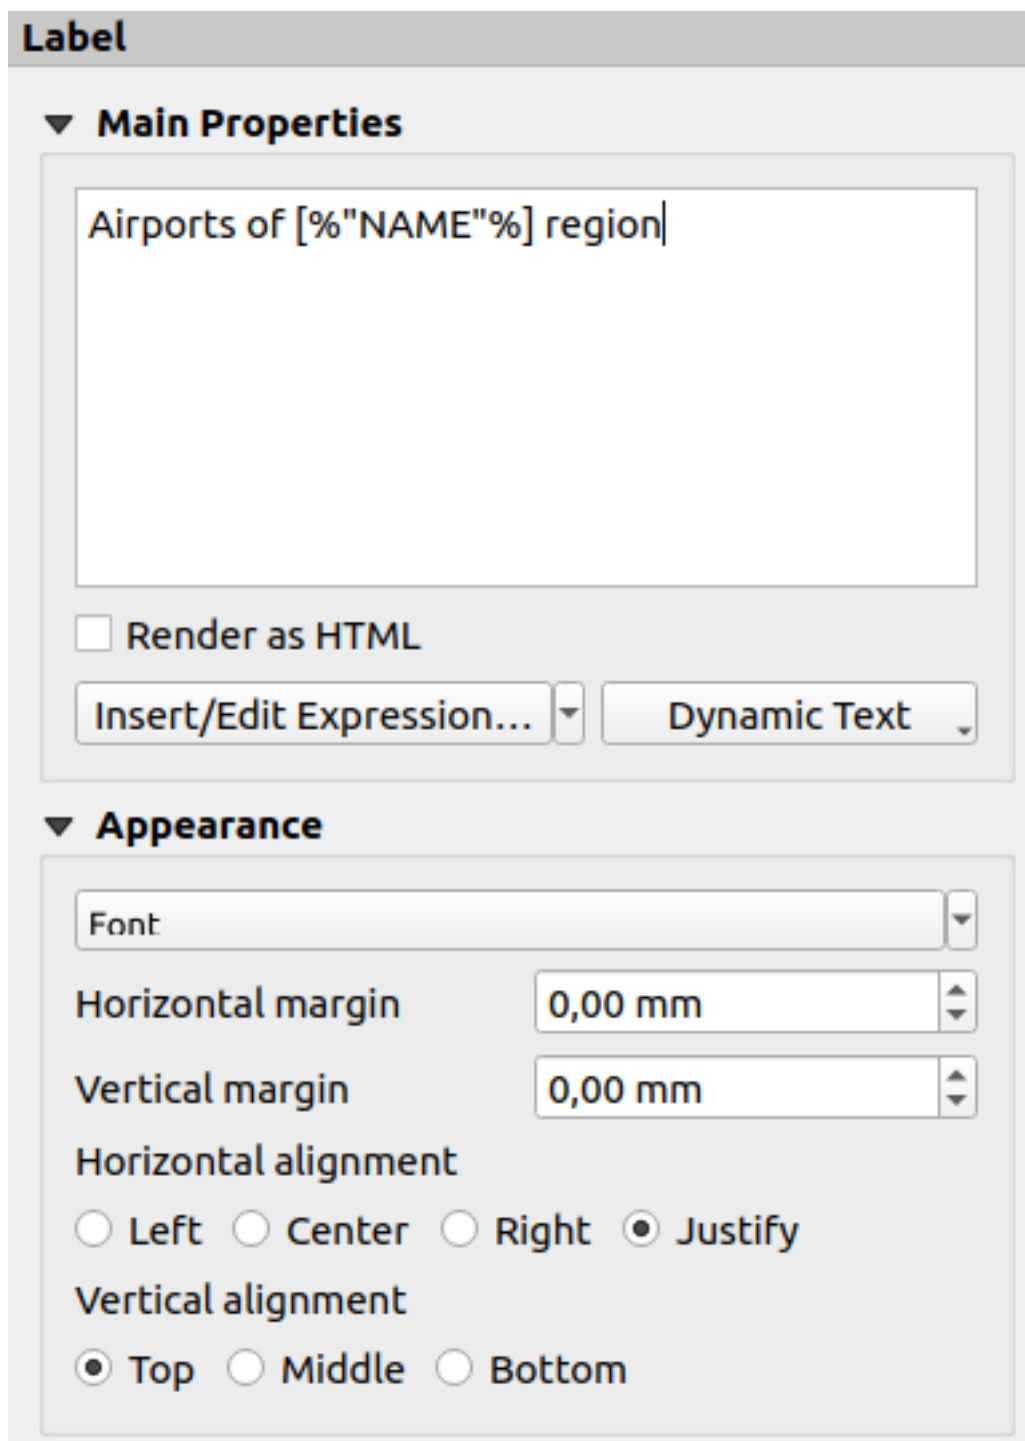 Label
Main Properties
Airports of [%"NAME"%] region
Render as HTML
Insert/Edit Expression... Dynamic Text
Appearance
Font
Horizontal margin 0,00 mm
Vertical margin 0,00 mm
Horizontal alignment
Left Center Right Justify
Vertical alignment
Top Middle Bottom